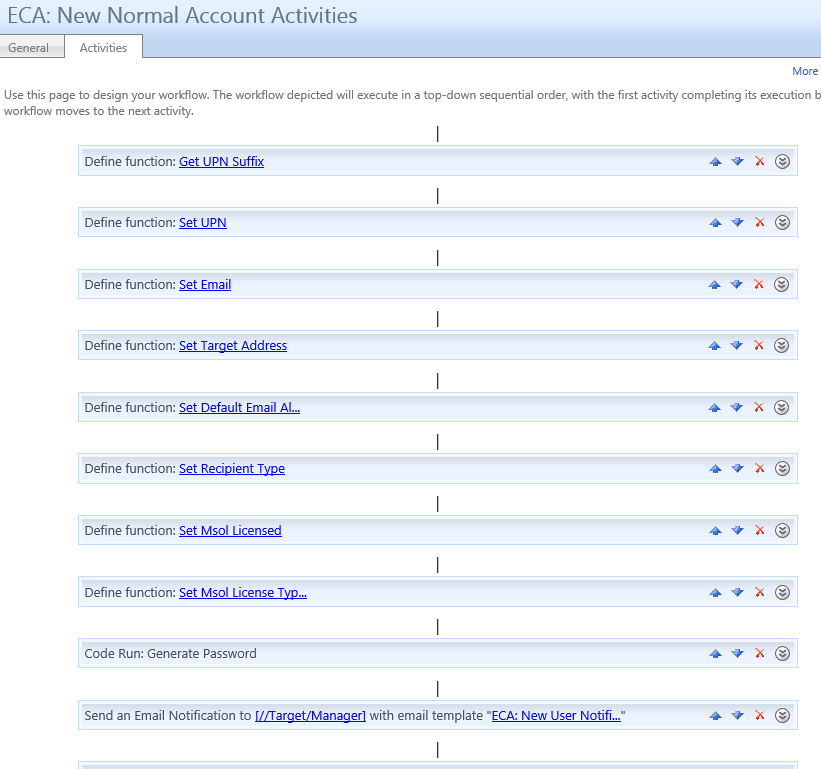 ECA: New Normal Account Activities
General
Activities
More
Use this page to design your workflow. The workflow depicted will execute in a top-down sequential order, with the first activity completing its execution b
workflow moves to the next activity.
Define function: Get UPN Suffix
Define function: Set UPN
Define function: Set Email
Define function: Set Target Address
Define function: Set Default Email Al...
Define function: Set Recipient Type
Define function: Set Msol Licensed
Define function: Set Msol License Typ...
Code Run: Generate Password
Send an Email Notification to [//Target/Manager] with email template "ECA: New User Notifi..."